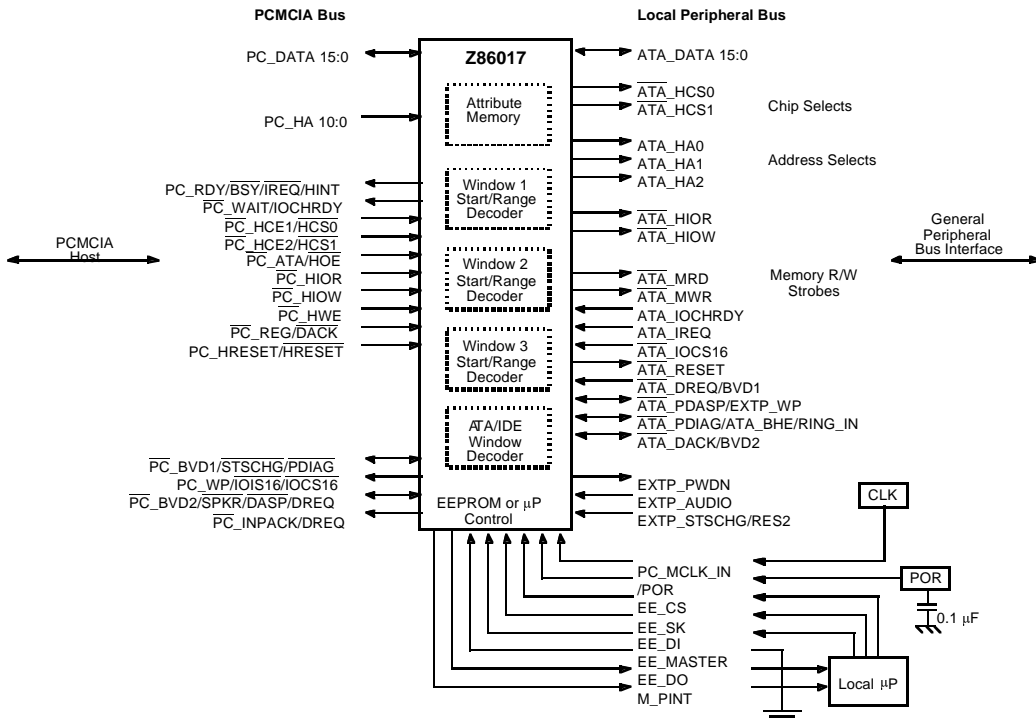 PCMCIA Bus
Local Peripheral Bus
Z86017
PC_DATA 15:0
PC_HA 10:0
PC_RDY/BSY/IREQ/HINT
PC_WAIT/IOCHRDY
PC_HCE1/HCS0
PC_HCE2/HCS1
PC_ATA/HOE
PC_HIOR
PC_HIOW
PC_HWE
PC_REG/DACK
PC_HRESET/HRESET
PC_BVD1/STSCHG/PDIAG
PC_WP/IOIS16/IOCS16
PC_BVD2/SPKR/DASP/DREQ
PC_INPACK/DREQ
PCMCIA
Host
Attribute
Memory
Window 1
Start/Range
Decoder
Window 2
Start/Range
Decoder
Window 3
Start/Range
Decoder
ATA/IDE
Window
Decoder
EEPROM or µP
Control
ATA_DATA 15:0
ATA_HCS0
ATA_HCS1
Chip Selects
ATA_HA0
ATA_HA1
ATA_HA2
Address Selects
ATA_HIOR
ATA_HIOW
ATA_MRD
ATA_MWR
Memory R/W
Strobes
ATA_IOCHRDY
ATA_IREQ
ATA_IOCS16
ATA_RESET
ATA_DREQ/BVD1
ATA_PDASP/EXTP_WP
ATA_PDIAG/ATA_BHE/RING_IN
ATA_DACK/BVD2
EXTP_PWDN
EXTP_AUDIO
EXTP_STSCHG/RES2
General
Peripheral
Bus Interface
CLK
PC_MCLK_IN
POR
/POR
0.1 µF
EE_CS
EE_SK
EE_DI
EE_MASTER
EE_DO
M_PINT
Local µP